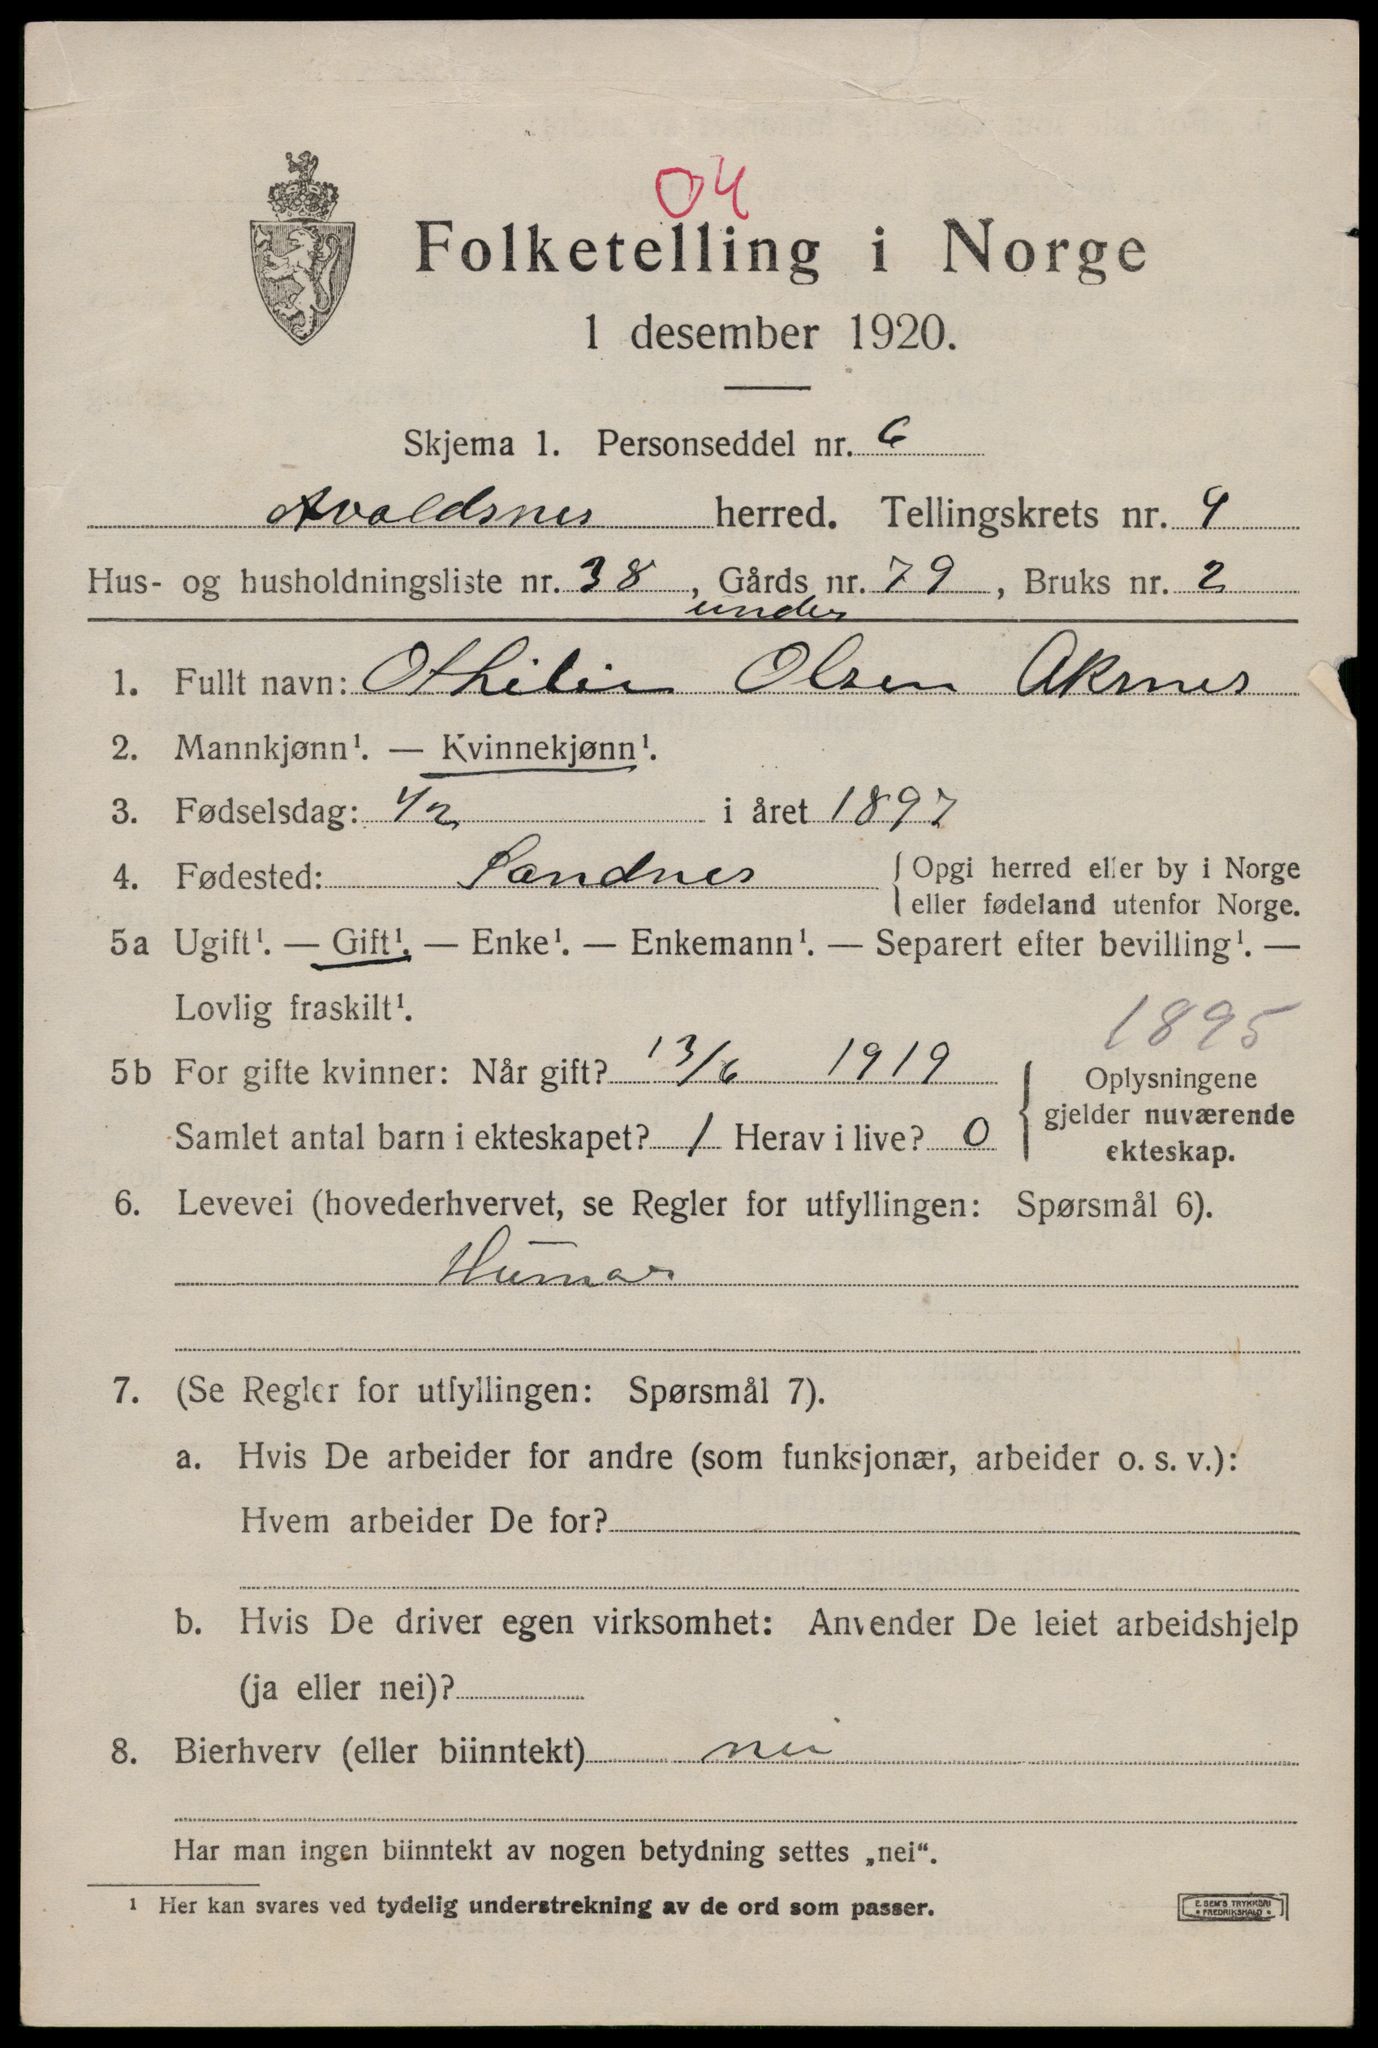 04
Folketelling i Norge
1 desember 1920.
Skjema 1. Personseddel nr. 6
Avaldsnes herred. Tellingskrets nr. 4
Hus- og husholdningsliste nr. 38, Gårds nr. 79, Bruks nr. 2
under
1. Fullt navn: Othilie Olsen Aksnes
2. Mannkjønn¹. — Kvinnekjønn¹.
3. Fødselsdag: 4/2 i året 1897
4. Fødested: Sandnes { Opgi herred eller by i Norge
eller fødeland utenfor Norge.
5a Ugift¹. — Gift¹. — Enke¹. — Enkemann¹. — Separert efter bevilling¹. —
Lovlig fraskilt¹.
1895
5b For gifte kvinner: Når gift? 13/6 1919
Samlet antal barn i ekteskapet? 1 Herav i live? 0
{ Oplysningene
gjelder nuværende
ekteskap.
6. Levevei (hovederhvervet, se Regler for utfyllingen: Spørsmål 6).
7. (Se Regler for utfyllingen: Spørsmål 7).
a. Hvis De arbeider for andre (som funksjonær, arbeider o. s. v.):
Hvem arbeider De for?
b. Hvis De driver egen virksomhet: Anvender De leiet arbeidshjelp
(ja eller nei)?
8. Bierhverv (eller biinntekt) nei
Har man ingen biinntekt av nogen betydning settes „nei“.
¹ Her kan svares ved tydelig understrekning av de ord som passer.
E. SEM'S TRYKKERI
• FREDRIKSHALD •